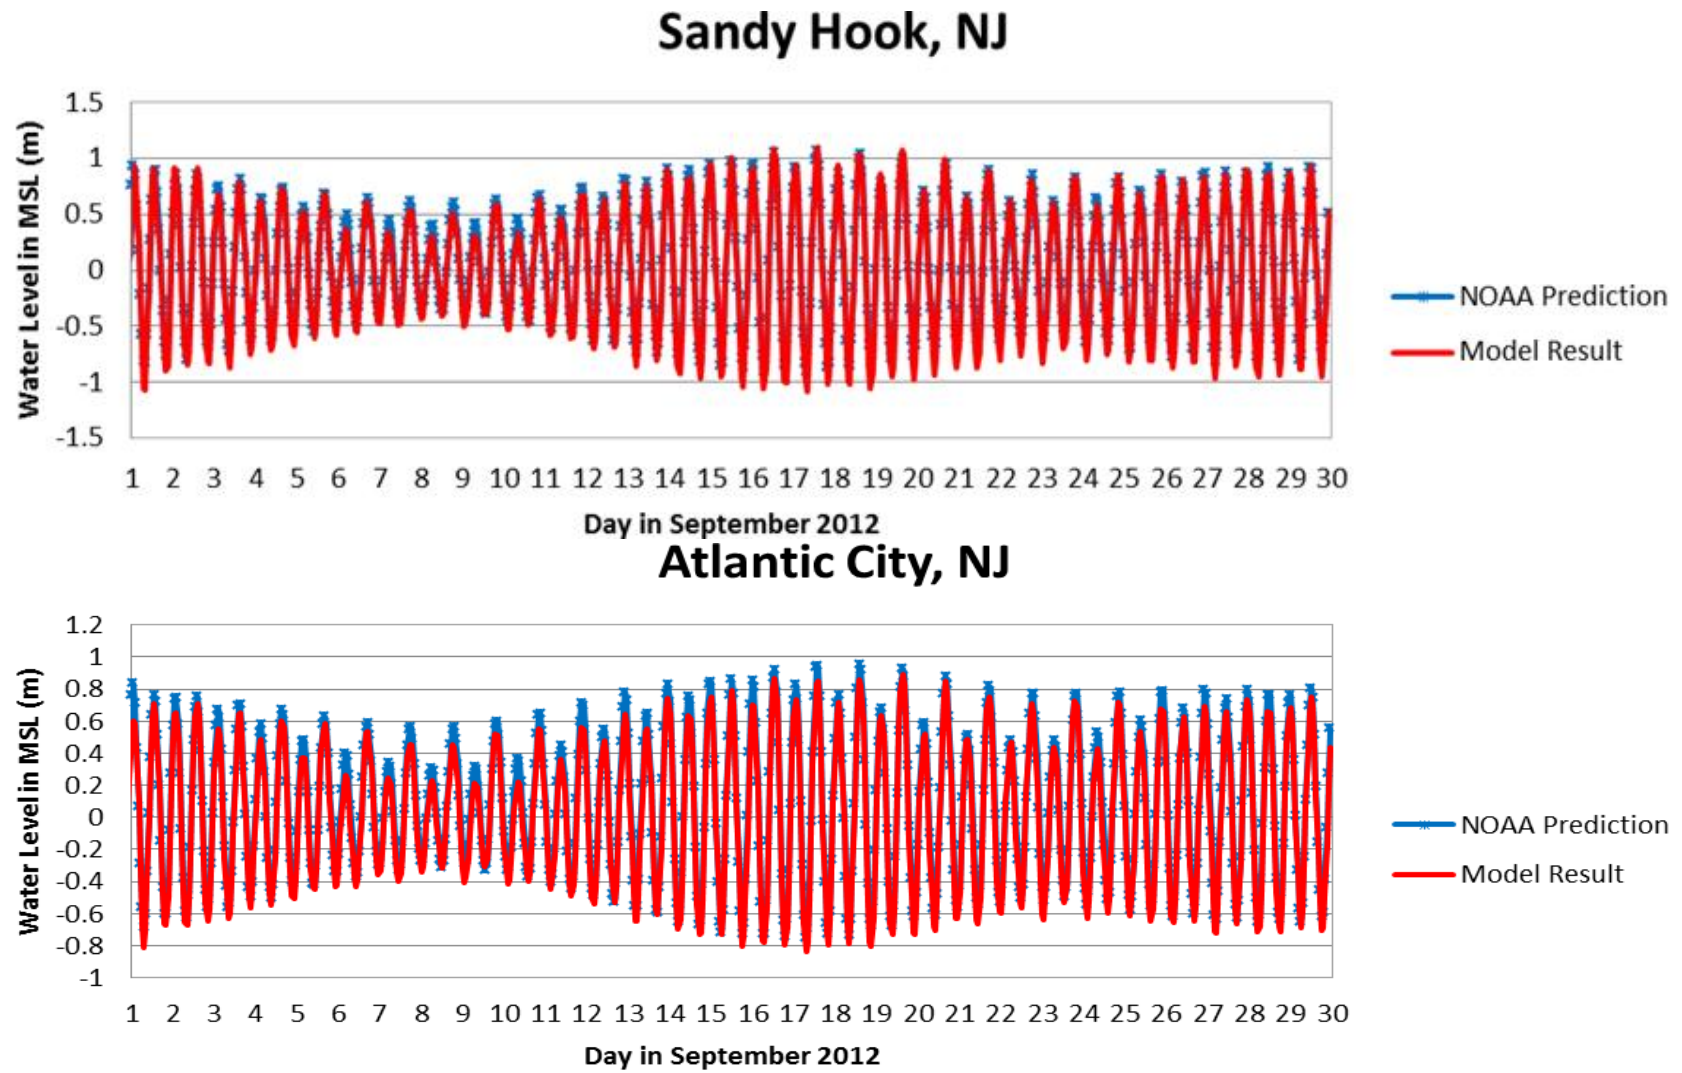 Sandy Hook, NJ
Water Level in MSL (m)
1.5
1
0.5
0
-0.5
-1
-1.5
1 2 3 4 5 6 7 8 9 10 11 12 13 14 15 16 17 18 19 20 21 22 23 24 25 26 27 28 29 30
Day in September 2012
NOAA Prediction
Model Result
Atlantic City, NJ
Water Level in MSL (m)
1.2
1
0.8
0.6
0.4
0.2
0
-0.2
-0.4
-0.6
-0.8
-1
1 2 3 4 5 6 7 8 9 10 11 12 13 14 15 16 17 18 19 20 21 22 23 24 25 26 27 28 29 30
Day in September 2012
NOAA Prediction
Model Result